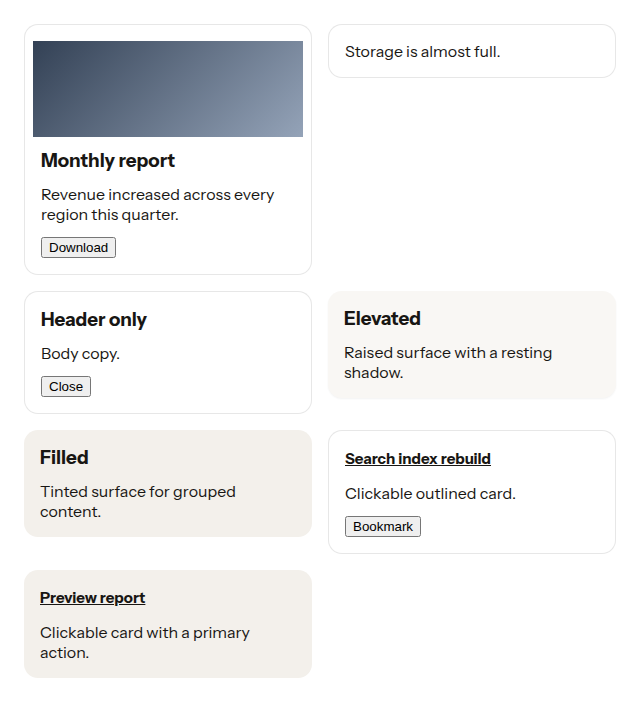 Monthly report
Revenue increased across every
region this quarter.
Download
Storage is almost full.
Header only
Body copy.
Close
Elevated
Raised surface with a resting
shadow.
Filled
Tinted surface for grouped
content.
Search index rebuild
Clickable outlined card.
Bookmark
Preview report
Clickable card with a primary
action.